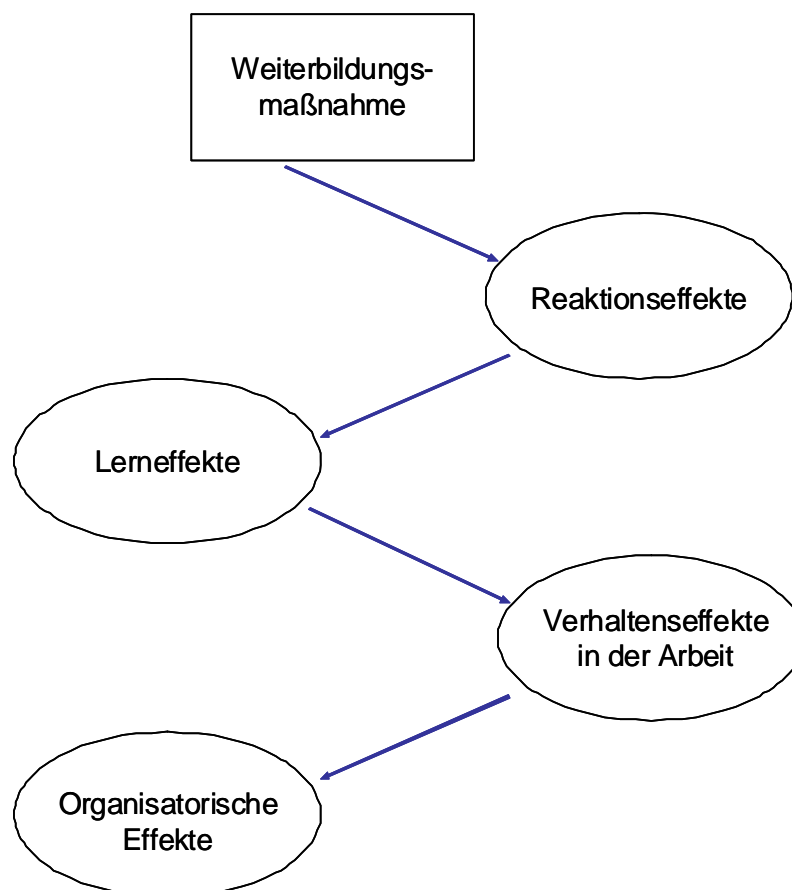 Weiterbildungs-
maßnahme
Reaktionseffekte
Lerneffekte
Verhaltenseffekte
in der Arbeit
Organisatorische
Effekte